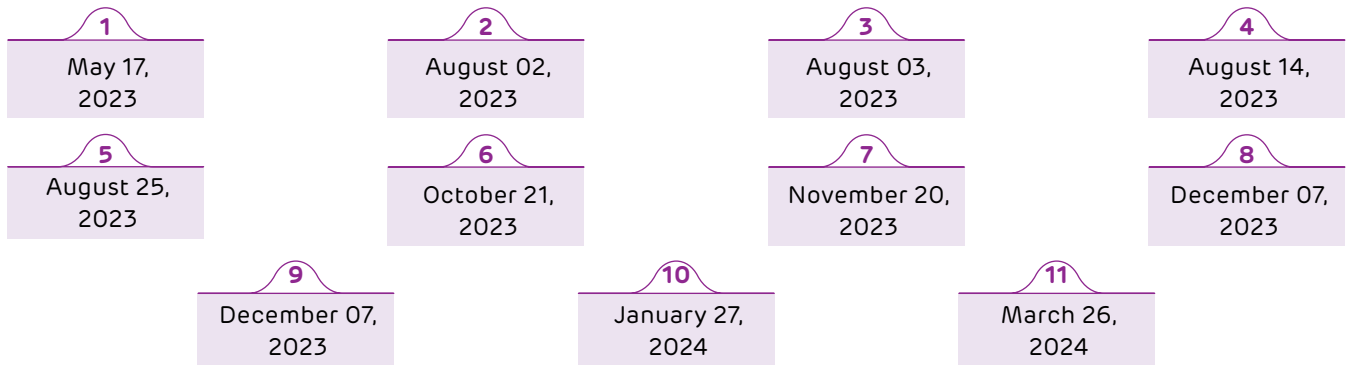 1
May 17,
2023
2
August 02,
2023
3
August 03,
2023
4
August 14,
2023
5
August 25,
2023
6
October 21,
2023
7
November 20,
2023
8
December 07,
2023
9
December 07,
2023
10
January 27,
2024
11
March 26,
2024